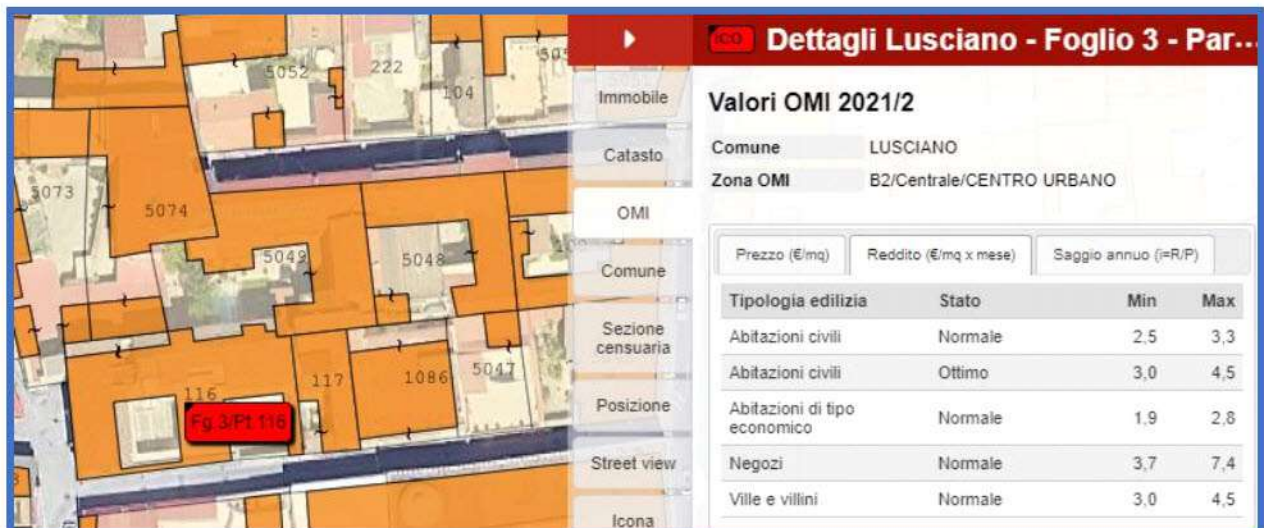 5052
222
104
5073
5074
5049
5048
116
117
1086
5047
Fg.3/Pt.116
Immobile
Catasto
OMI
Comune
Sezione
censuaria
Posizione
Street view
Icona
Dettagli Lusciano - Foglio 3 - Par...
Valori OMI 2021/2
Comune LUSCIANO
Zona OMI B2/Centrale/CENTRO URBANO
Prezzo (€/mq) Reddito (€/mq x mese) Saggio annuo (i=R/P)
Tipologia edilizia Stato Min Max
Abitazioni civili Normale 2,5 3,3
Abitazioni civili Ottimo 3,0 4,5
Abitazioni di tipo
economico Normale 1,9 2,8
Negozi Normale 3,7 7,4
Ville e villini Normale 3,0 4,5